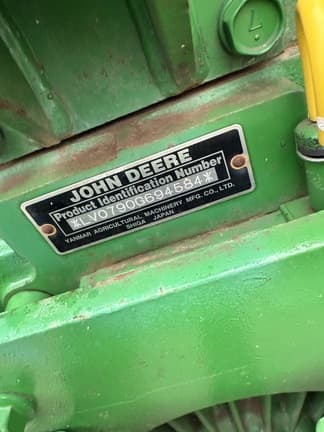 JOHN DEERE
Product Identification Number
*LV0790G694584*
YANMAR AGRICULTURAL MACHINERY MFG. CO., LTD.
SHIGA JAPAN